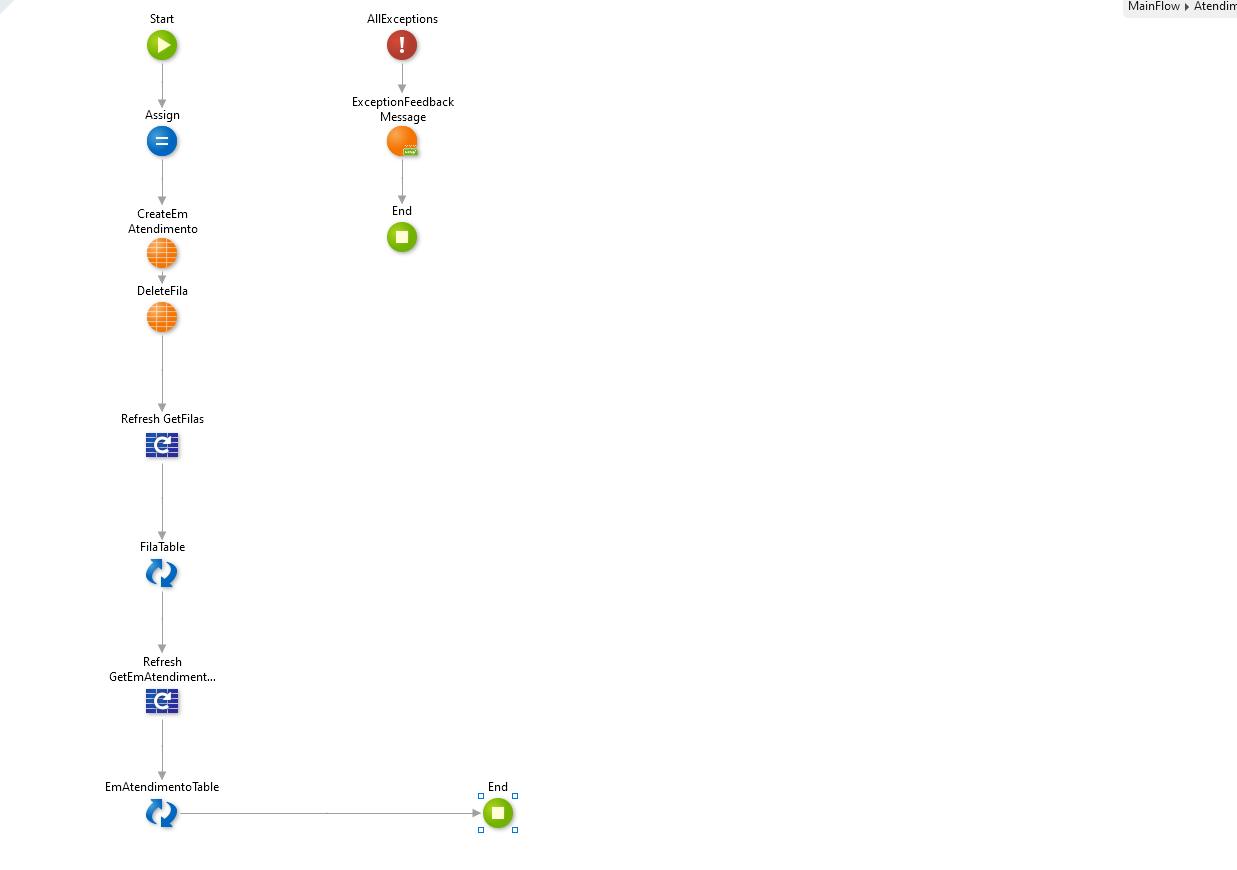 MainFlow ▸ Atendim
Start
AllExceptions
Assign
ExceptionFeedback
Message
CreateEm
Atendimento
End
DeleteFila
Refresh GetFilas
FilaTable
Refresh
GetEmAtendiment...
EmAtendimentoTable
End